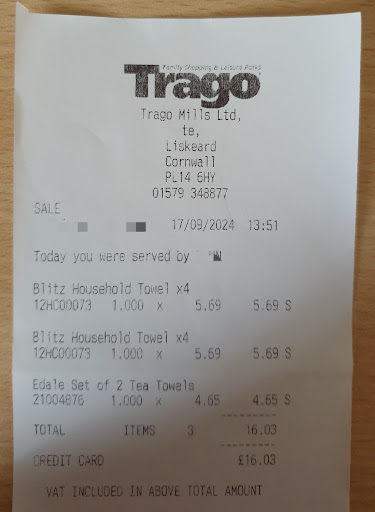 Family Shopping & Leisure Parks
Trago
Trago Mills Ltd,
te,
Liskeard
Cornwall
PL14 6HY
01579 348877
SALE
17/09/2024 13:51
Today you were served by
Blitz Household Towel x4
12HC00073 1.000 x 5.69 5.69 S
Blitz Household Towel x4
12HC00073 1.000 x 5.69 5.69 S
Edale Set of 2 Tea Towels
21004876 1.000 x 4.65 4.65 S
----------
TOTAL ITEMS 3 16.03
----------
CREDIT CARD £16.03
VAT INCLUDED IN ABOVE TOTAL AMOUNT